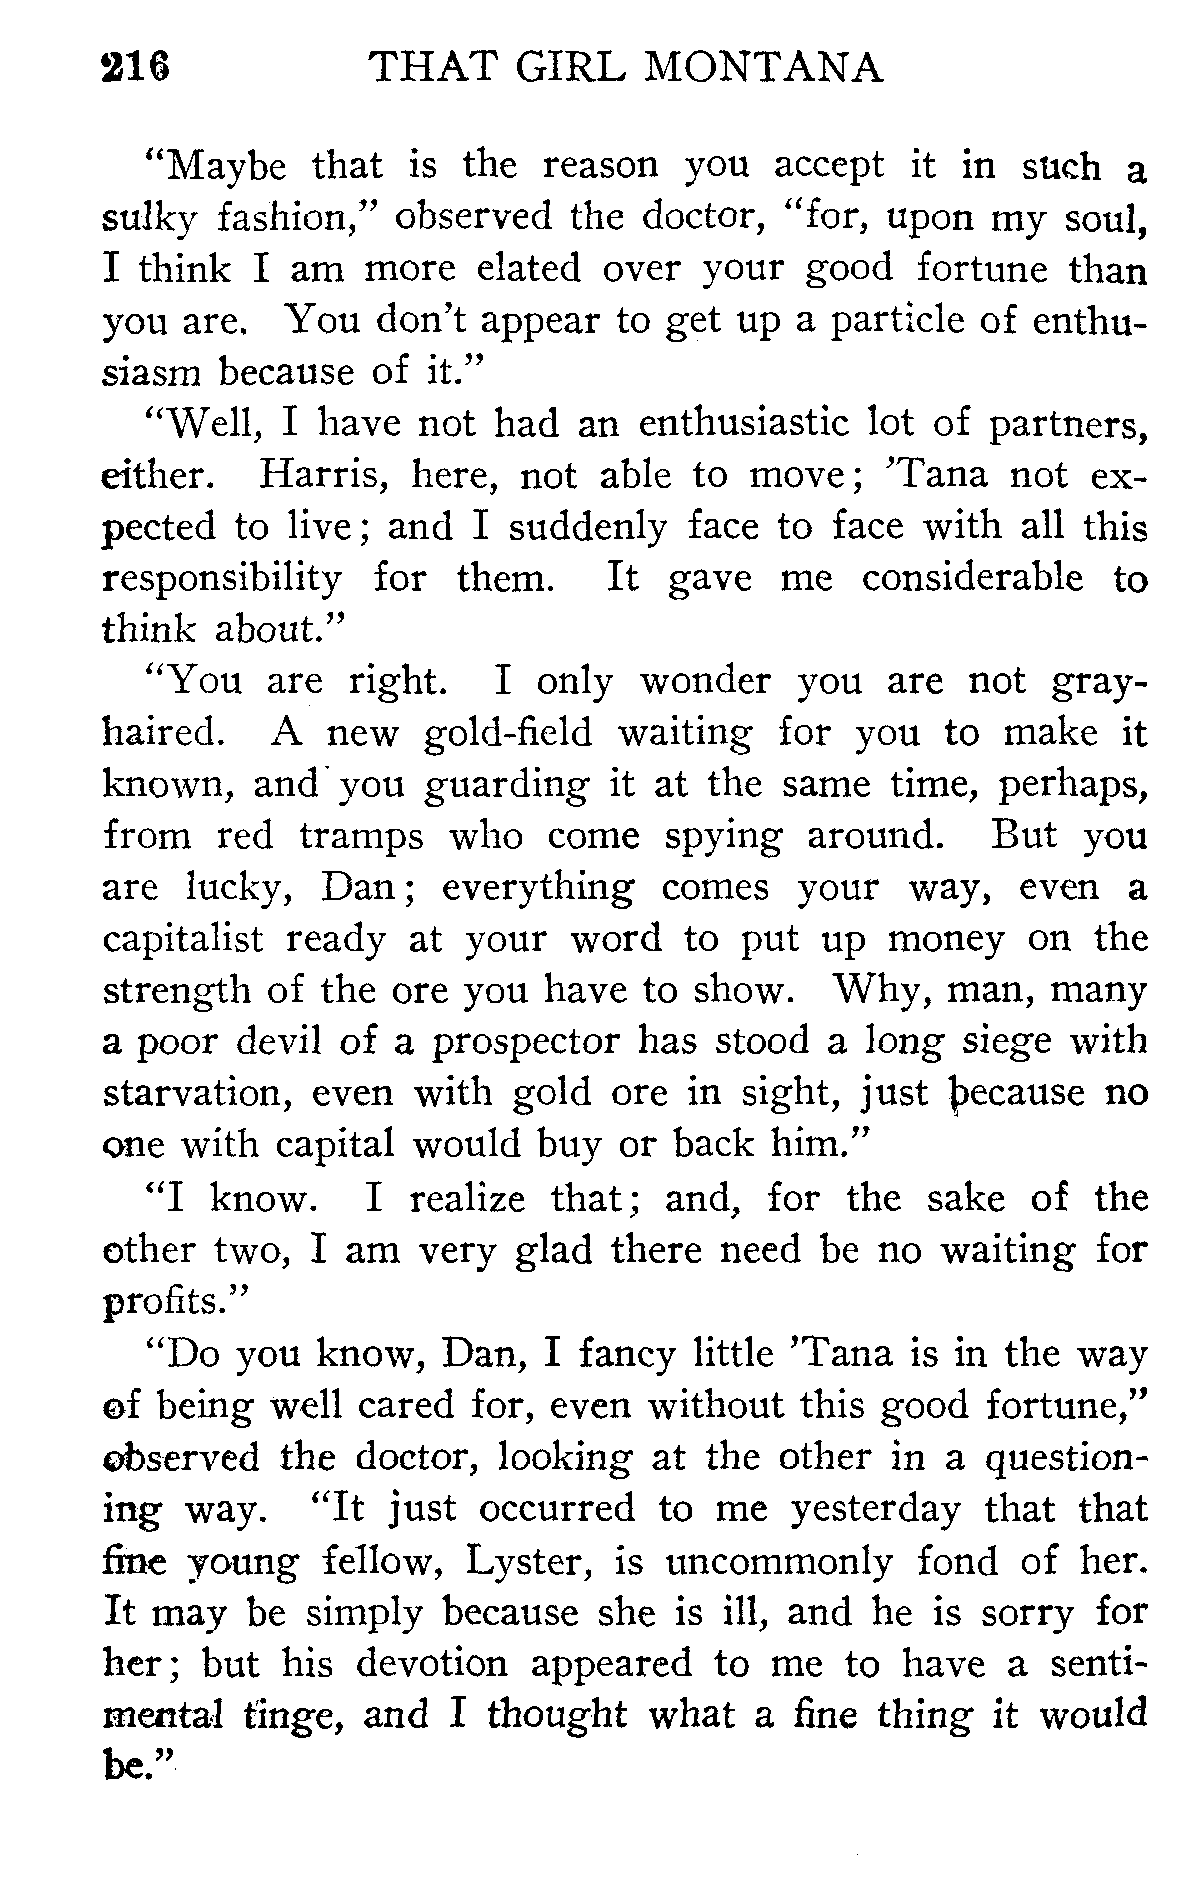 216 THAT GIRL MONTANA
“Maybe that is the reason you accept it in such a
sulky fashion,” observed the doctor, “for, upon my soul,
I think I am more elated over your good fortune than
you are. You don’t appear to get up a particle of enthu-
siasm because of it.”
“Well, I have not had an enthusiastic lot of partners,
either. Harris, here, not able to move; ’Tana not ex-
pected to live; and I suddenly face to face with all this
responsibility for them. It gave me considerable to
think about.”
“You are right. I only wonder you are not gray-
haired. A new gold-field waiting for you to make it
known, and you guarding it at the same time, perhaps,
from red tramps who come spying around. But you
are lucky, Dan; everything comes your way, even a
capitalist ready at your word to put up money on the
strength of the ore you have to show. Why, man, many
a poor devil of a prospector has stood a long siege with
starvation, even with gold ore in sight, just because no
one with capital would buy or back him.”
“I know. I realize that; and, for the sake of the
other two, I am very glad there need be no waiting for
profits.”
“Do you know, Dan, I fancy little ’Tana is in the way
of being well cared for, even without this good fortune,”
observed the doctor, looking at the other in a question-
ing way. “It just occurred to me yesterday that that
fine young fellow, Lyster, is uncommonly fond of her.
It may be simply because she is ill, and he is sorry for
her; but his devotion appeared to me to have a senti-
mental tinge, and I thought what a fine thing it would
be.”